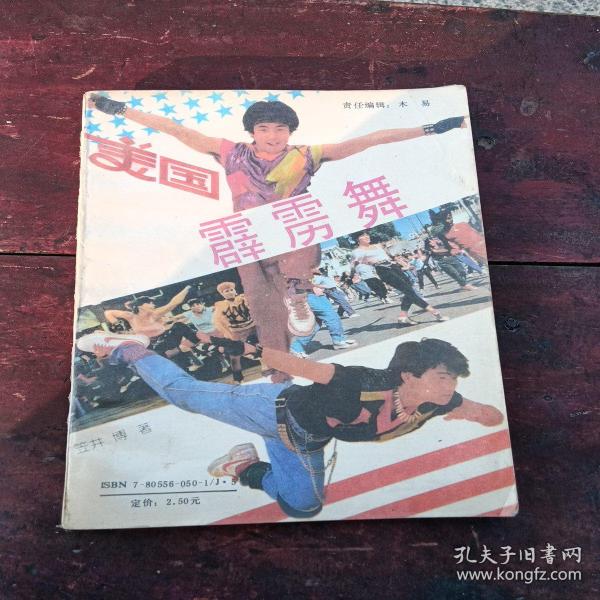 责任编辑：木 易
美国
霹雳舞
笠井 博 著
ISBN 7-80556-050-1/J·5
定价：2.50元
孔夫子旧书网
www.kongfz.com